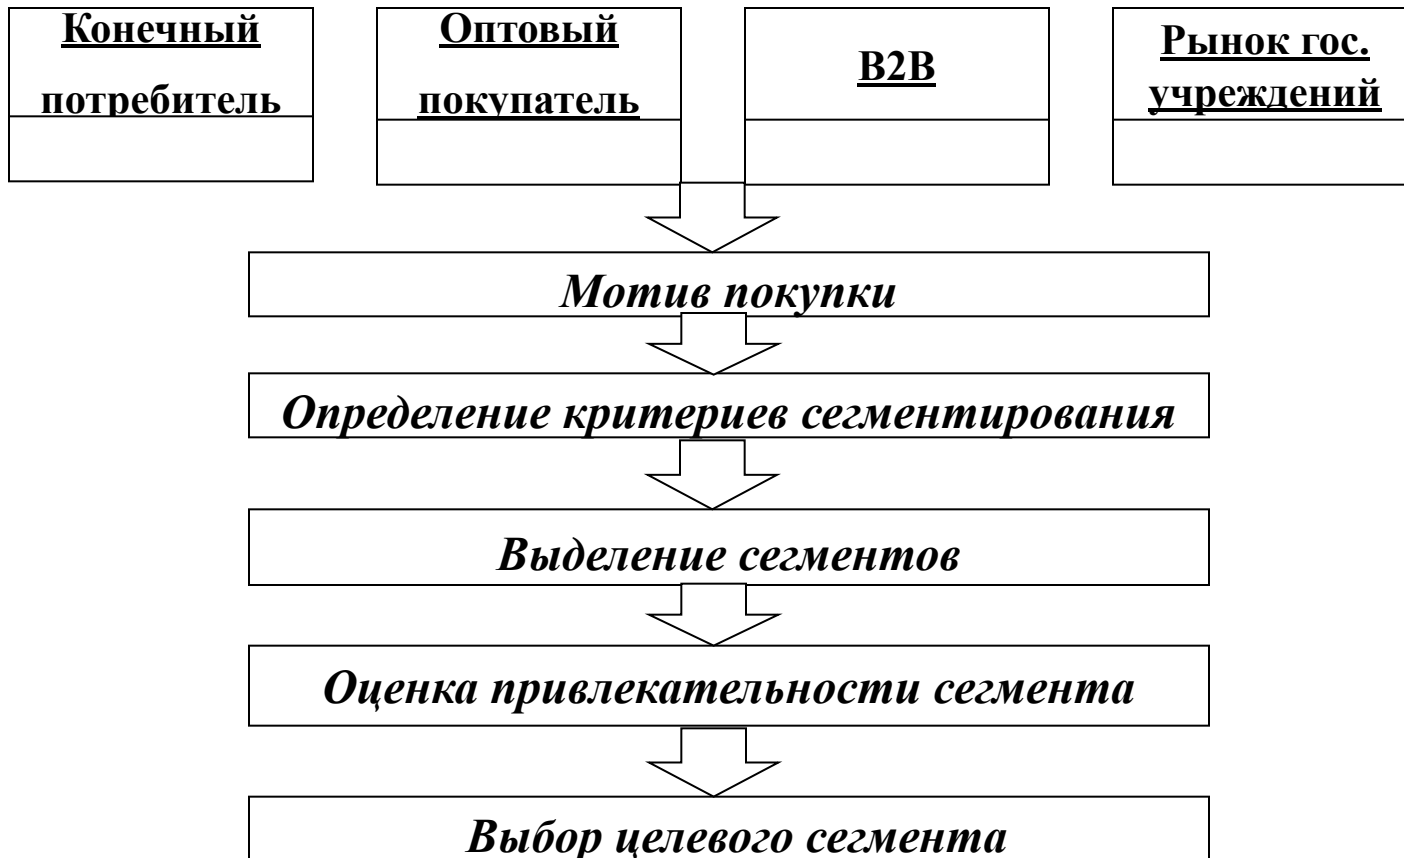 Конечный
потребитель
Оптовый
покупатель
B2B
Рынок гос.
учреждений
Мотив покупки
Определение критериев сегментирования
Выделение сегментов
Оценка привлекательности сегмента
Выбор целевого сегмента